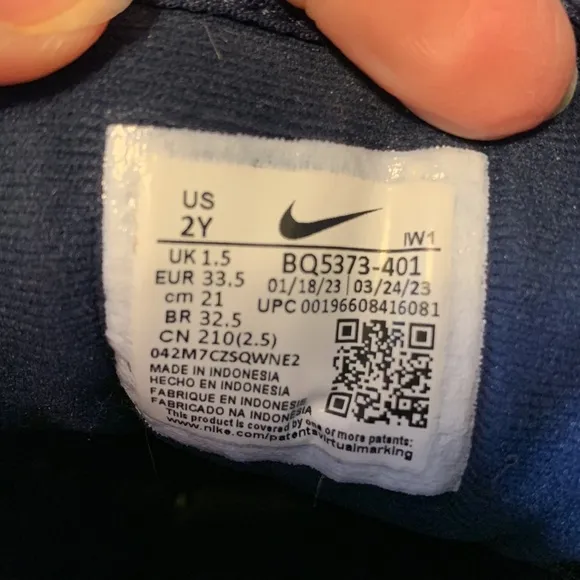 US
2Y
IW1
UK 1.5
EUR 33.5
cm 21
BR 32.5
CN 210(2.5)
BQ5373-401
01/18/23 03/24/23
UPC 00196608416081
042M7CZSQWNE2
MADE IN INDONESIA
HECHO EN INDONESIA
FABRIQUE EN INDONESIE
FABRICADO NA INDONESIA
This product is covered by one or more patents:
www.nike.com/patentsvirtualmarking